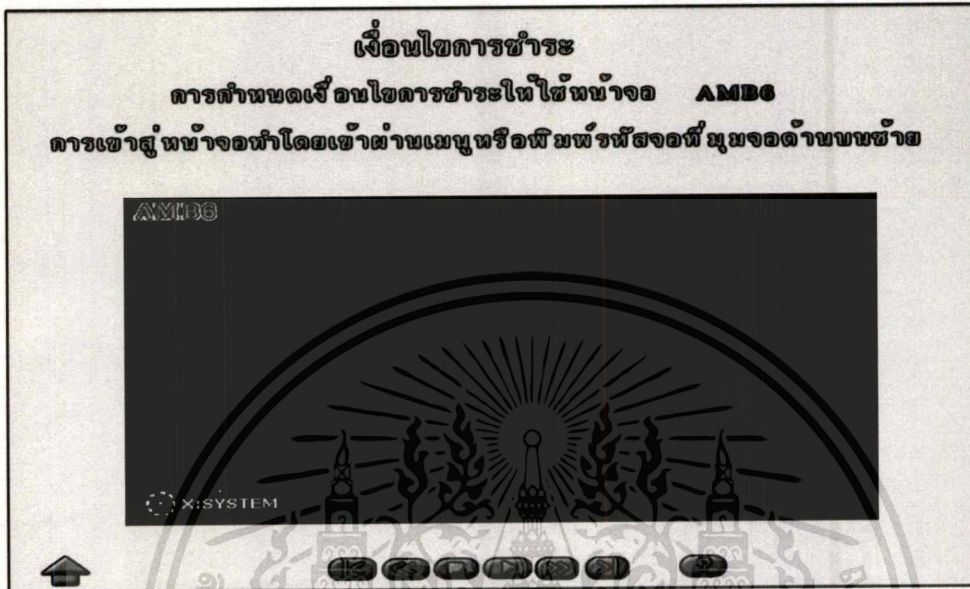 เงื่อนไขการชำระ
การกำหนดเงื่อนไขการชำระให้ใช้หน้าจอ AMB6
การเข้าสู่หน้าจอทำโดยเข้าผ่านเมนูหรือพิมพ์รหัสจอที่มุมจอด้านบนซ้าย
AMB6
X:SYSTEM